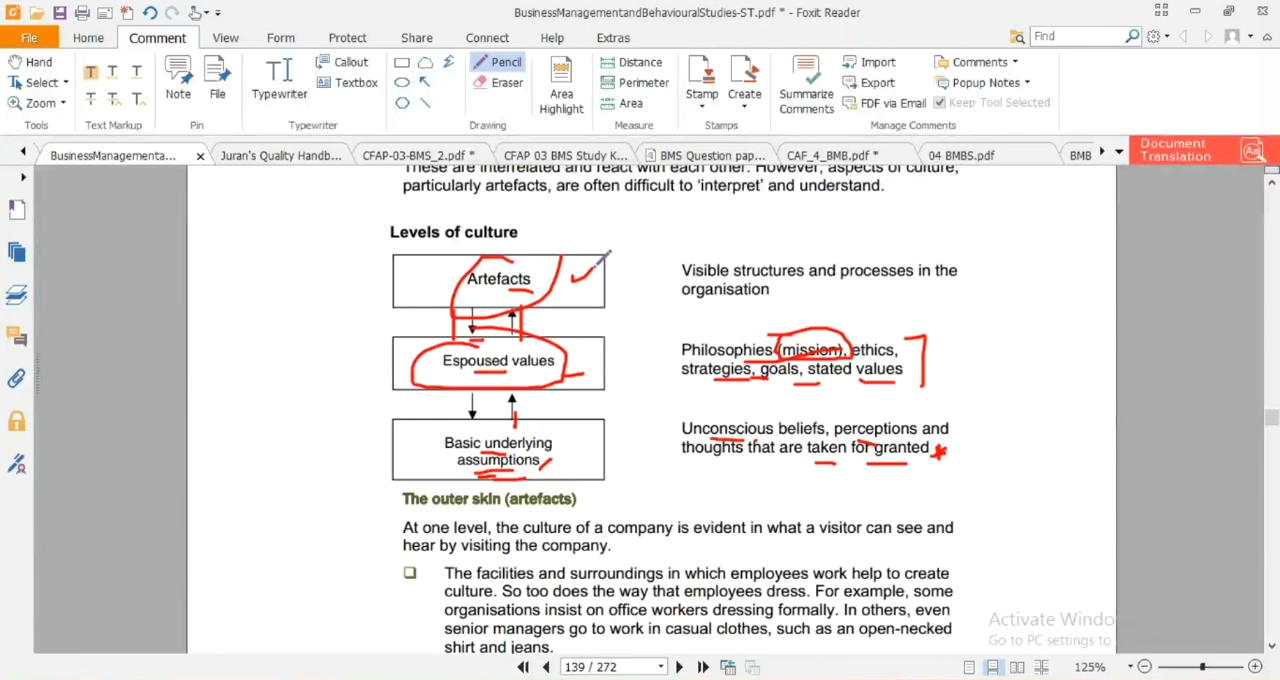 BusinessManagementandBehaviouralStudies-ST.pdf * - Foxit Reader
File Home Comment View Form Protect Share Connect Help Extras Find
Hand Select Zoom Tools
Text Markup
Note File Pin
Typewriter Callout Textbox Typewriter
Pencil Eraser Drawing
Area Highlight Distance Perimeter Area Measure
Stamp Create Stamps
Summarize Comments Import Export FDF via Email Comments Popup Notes Keep Tool Selected Manage Comments
BusinessManagementa... Juran's Quality Handb... CFAP-03-BMS_2.pdf * CFAP 03 BMS Study K... BMS Question pap... CAF_4_BMB.pdf * 04 BMBS.pdf BMB Document Translation
These are interrelated and react with each other. However, aspects of culture,
particularly artefacts, are often difficult to 'interpret' and understand.
Levels of culture
Artefacts
Visible structures and processes in the
organisation
Espoused values
Philosophies (mission), ethics,
strategies, goals, stated values
Basic underlying
assumptions
Unconscious beliefs, perceptions and
thoughts that are taken for granted
The outer skin (artefacts)
At one level, the culture of a company is evident in what a visitor can see and
hear by visiting the company.
The facilities and surroundings in which employees work help to create
culture. So too does the way that employees dress. For example, some
organisations insist on office workers dressing formally. In others, even
senior managers go to work in casual clothes, such as an open-necked
shirt and jeans.
Activate Windo
Go to PC settings to
139 / 272
125%